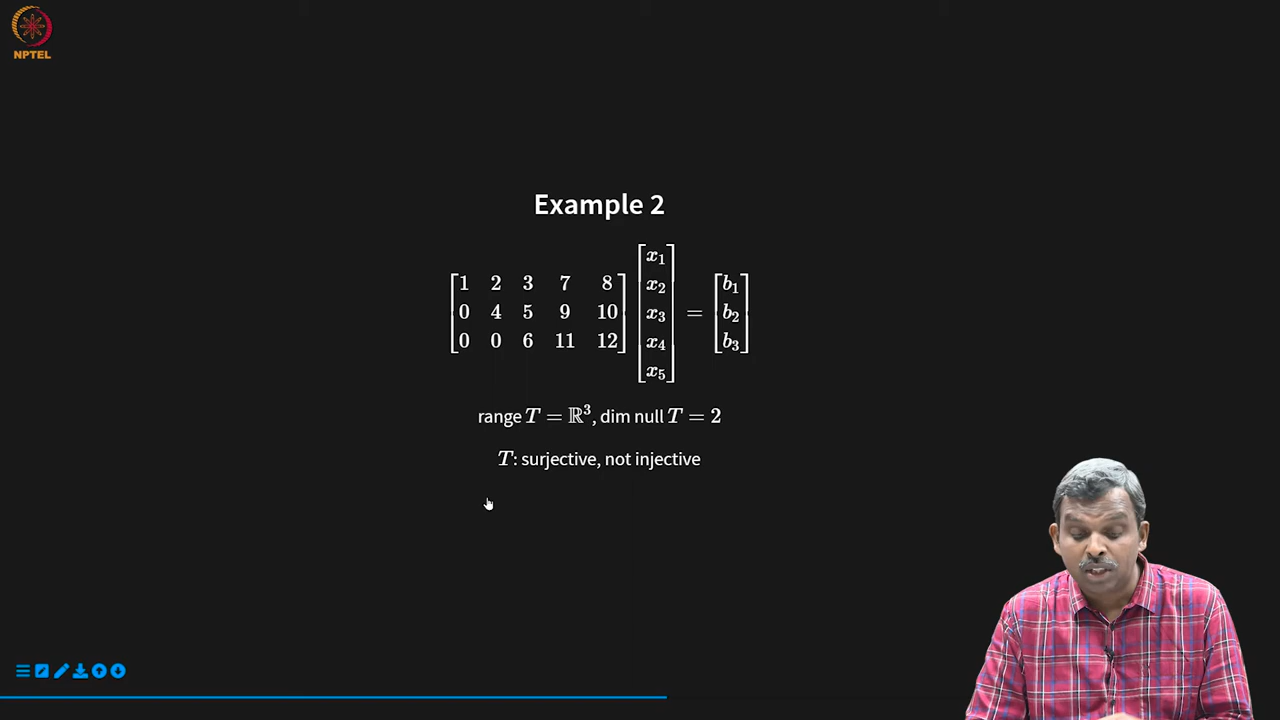 NPTEL
Example 2
[1 2 3 7 8; 0 4 5 9 10; 0 0 6 11 12] [x₁; x₂; x₃; x₄; x₅] = [b₁; b₂; b₃]
range T = ℝ³, dim null T = 2
T: surjective, not injective